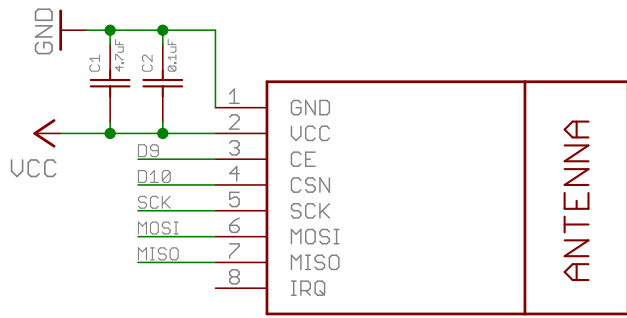 GND
C1
4.7uF
C2
0.1uF
VCC
1 GND
2 VCC
D9 3 CE
D10 4 CSN
SCK 5 SCK
MOSI 6 MOSI
MISO 7 MISO
8 IRQ
ANTENNA